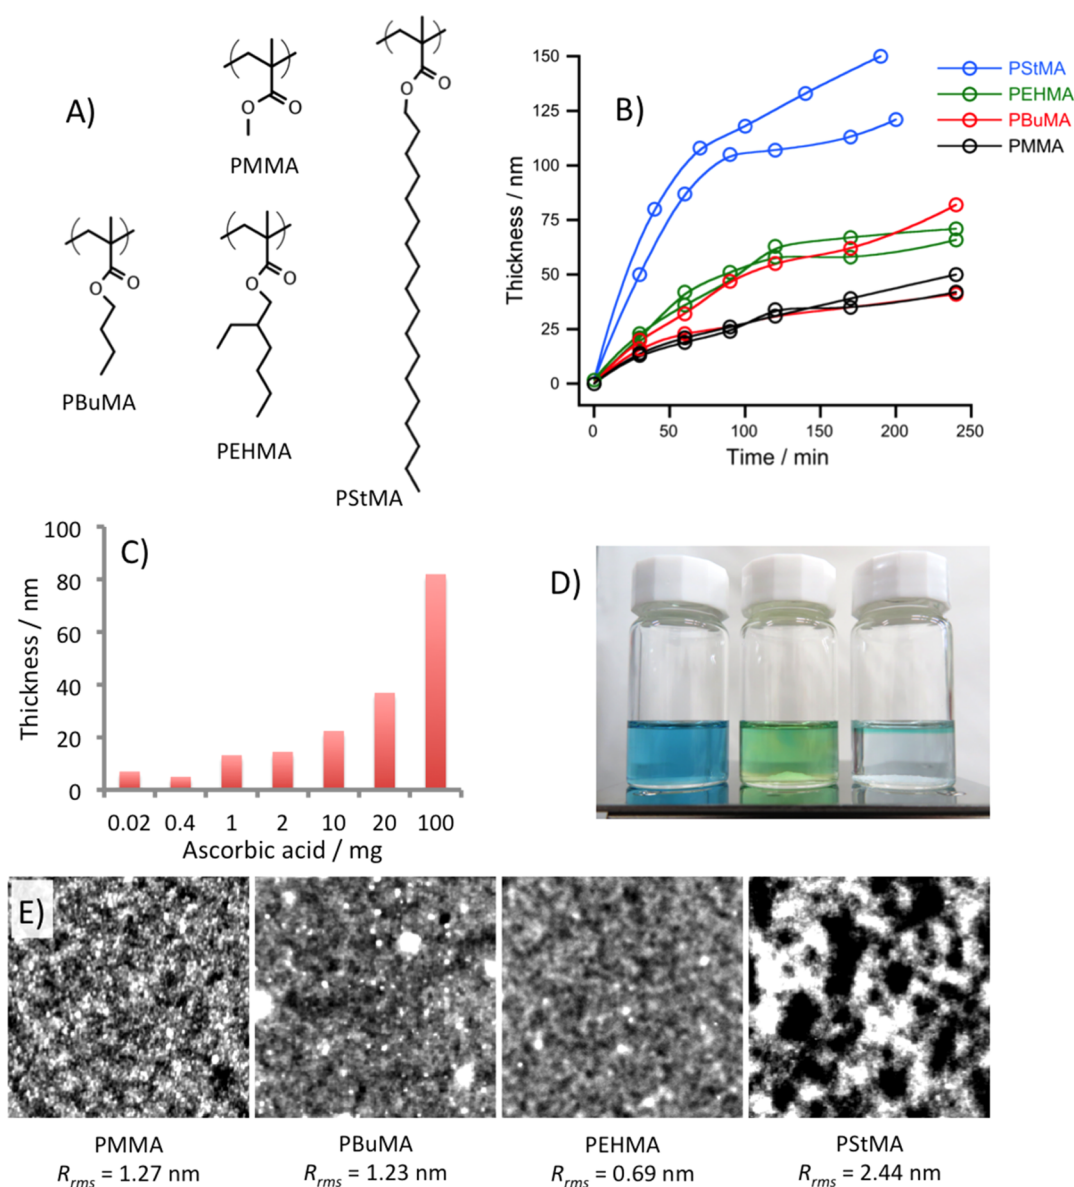 A)
O
O
PMMA
O
O
PBuMA
O
O
PEHMA
O
O
PStMA
B)
PStMA
PEHMA
PBuMA
PMMA
Thickness / nm
150
125
100
75
50
25
0
0 50 100 150 200 250
Time / min
C)
Thickness / nm
100
80
60
40
20
0
0.02 0.4 1 2 10 20 100
Ascorbic acid / mg
D)
E)
PMMA PBuMA PEHMA PStMA
Rrms = 1.27 nm Rrms = 1.23 nm Rrms = 0.69 nm Rrms = 2.44 nm